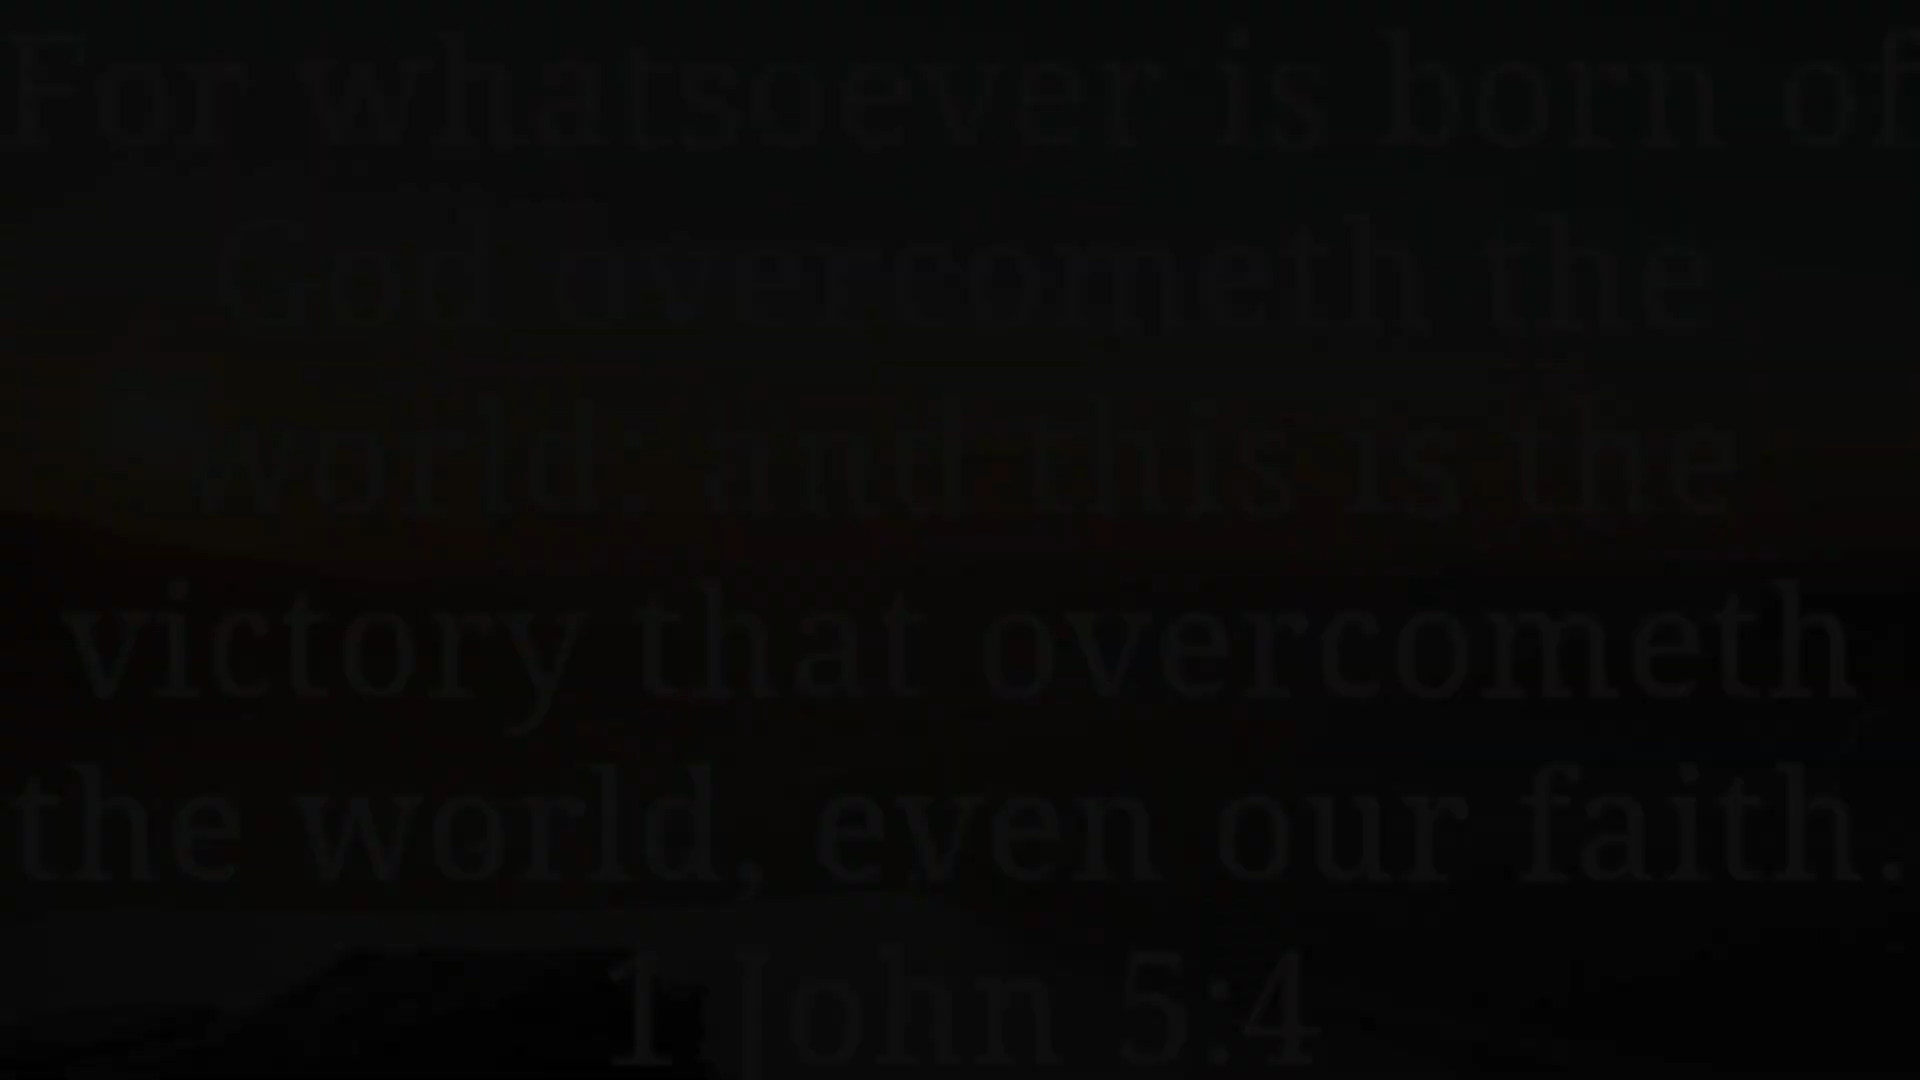 For whatsoever is born of
God overcometh the
world: and this is the
victory that overcometh
the world, even our faith.
1 John 5:4